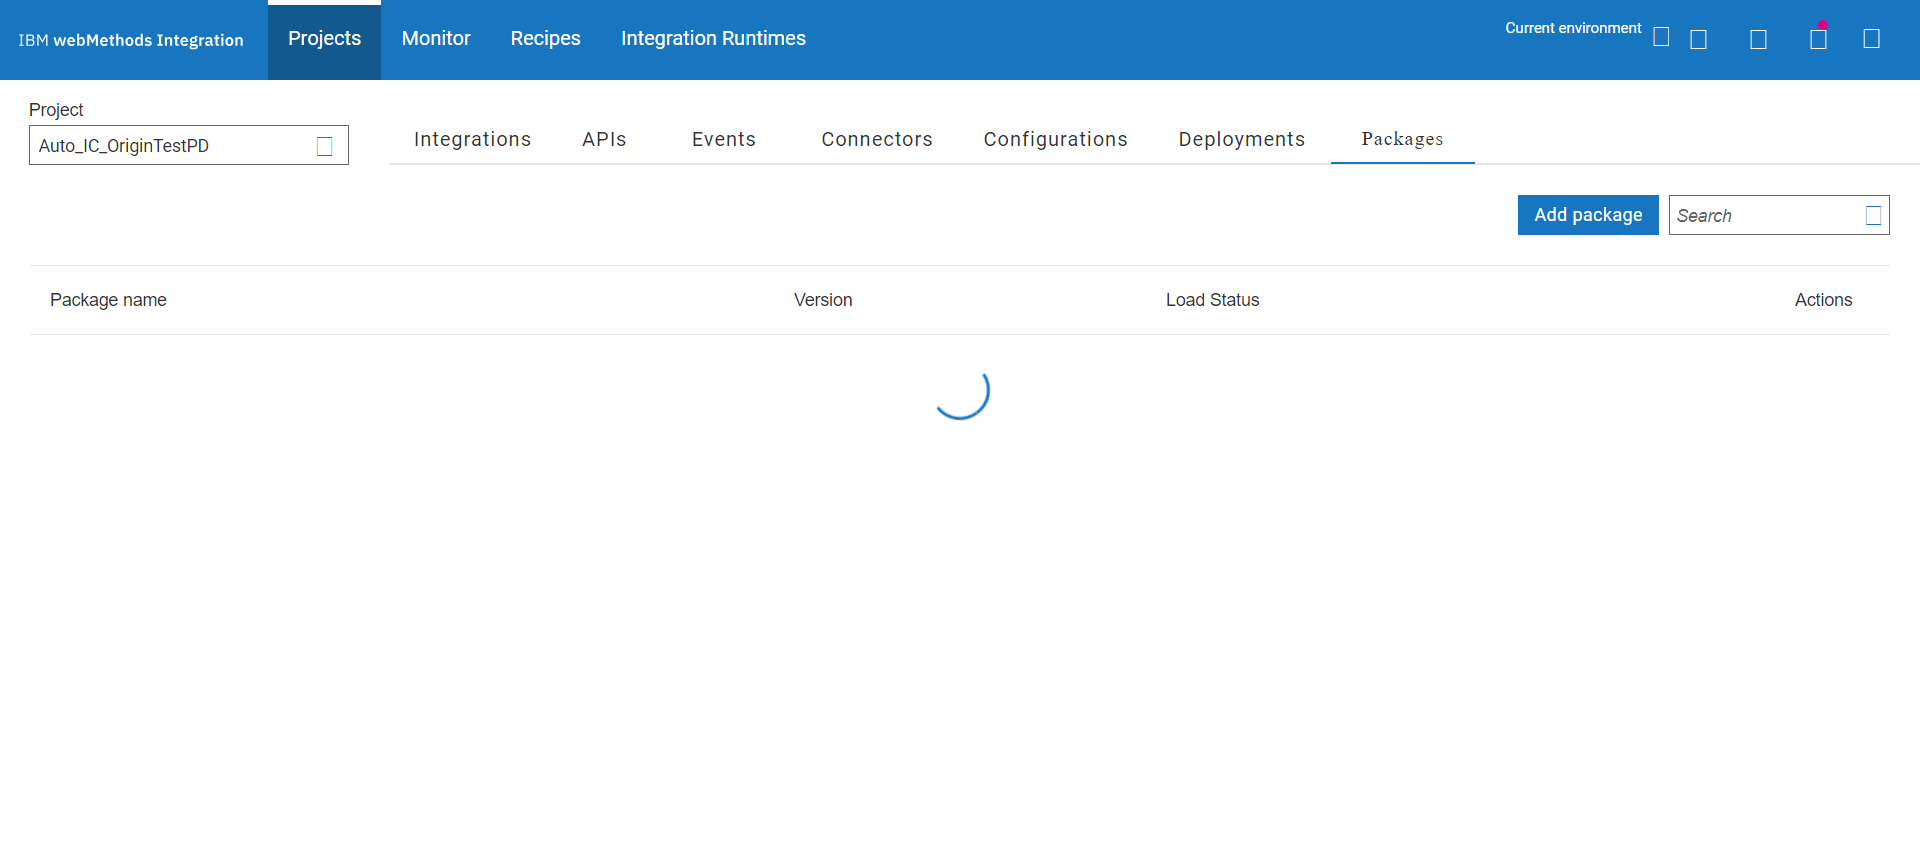 IBM webMethods Integration
Projects
Monitor
Recipes
Integration Runtimes
Current environment
Project
Auto_IC_OriginTestPD
Integrations
APIs
Events
Connectors
Configurations
Deployments
Packages
Add package
Search
Package name
Version
Load Status
Actions